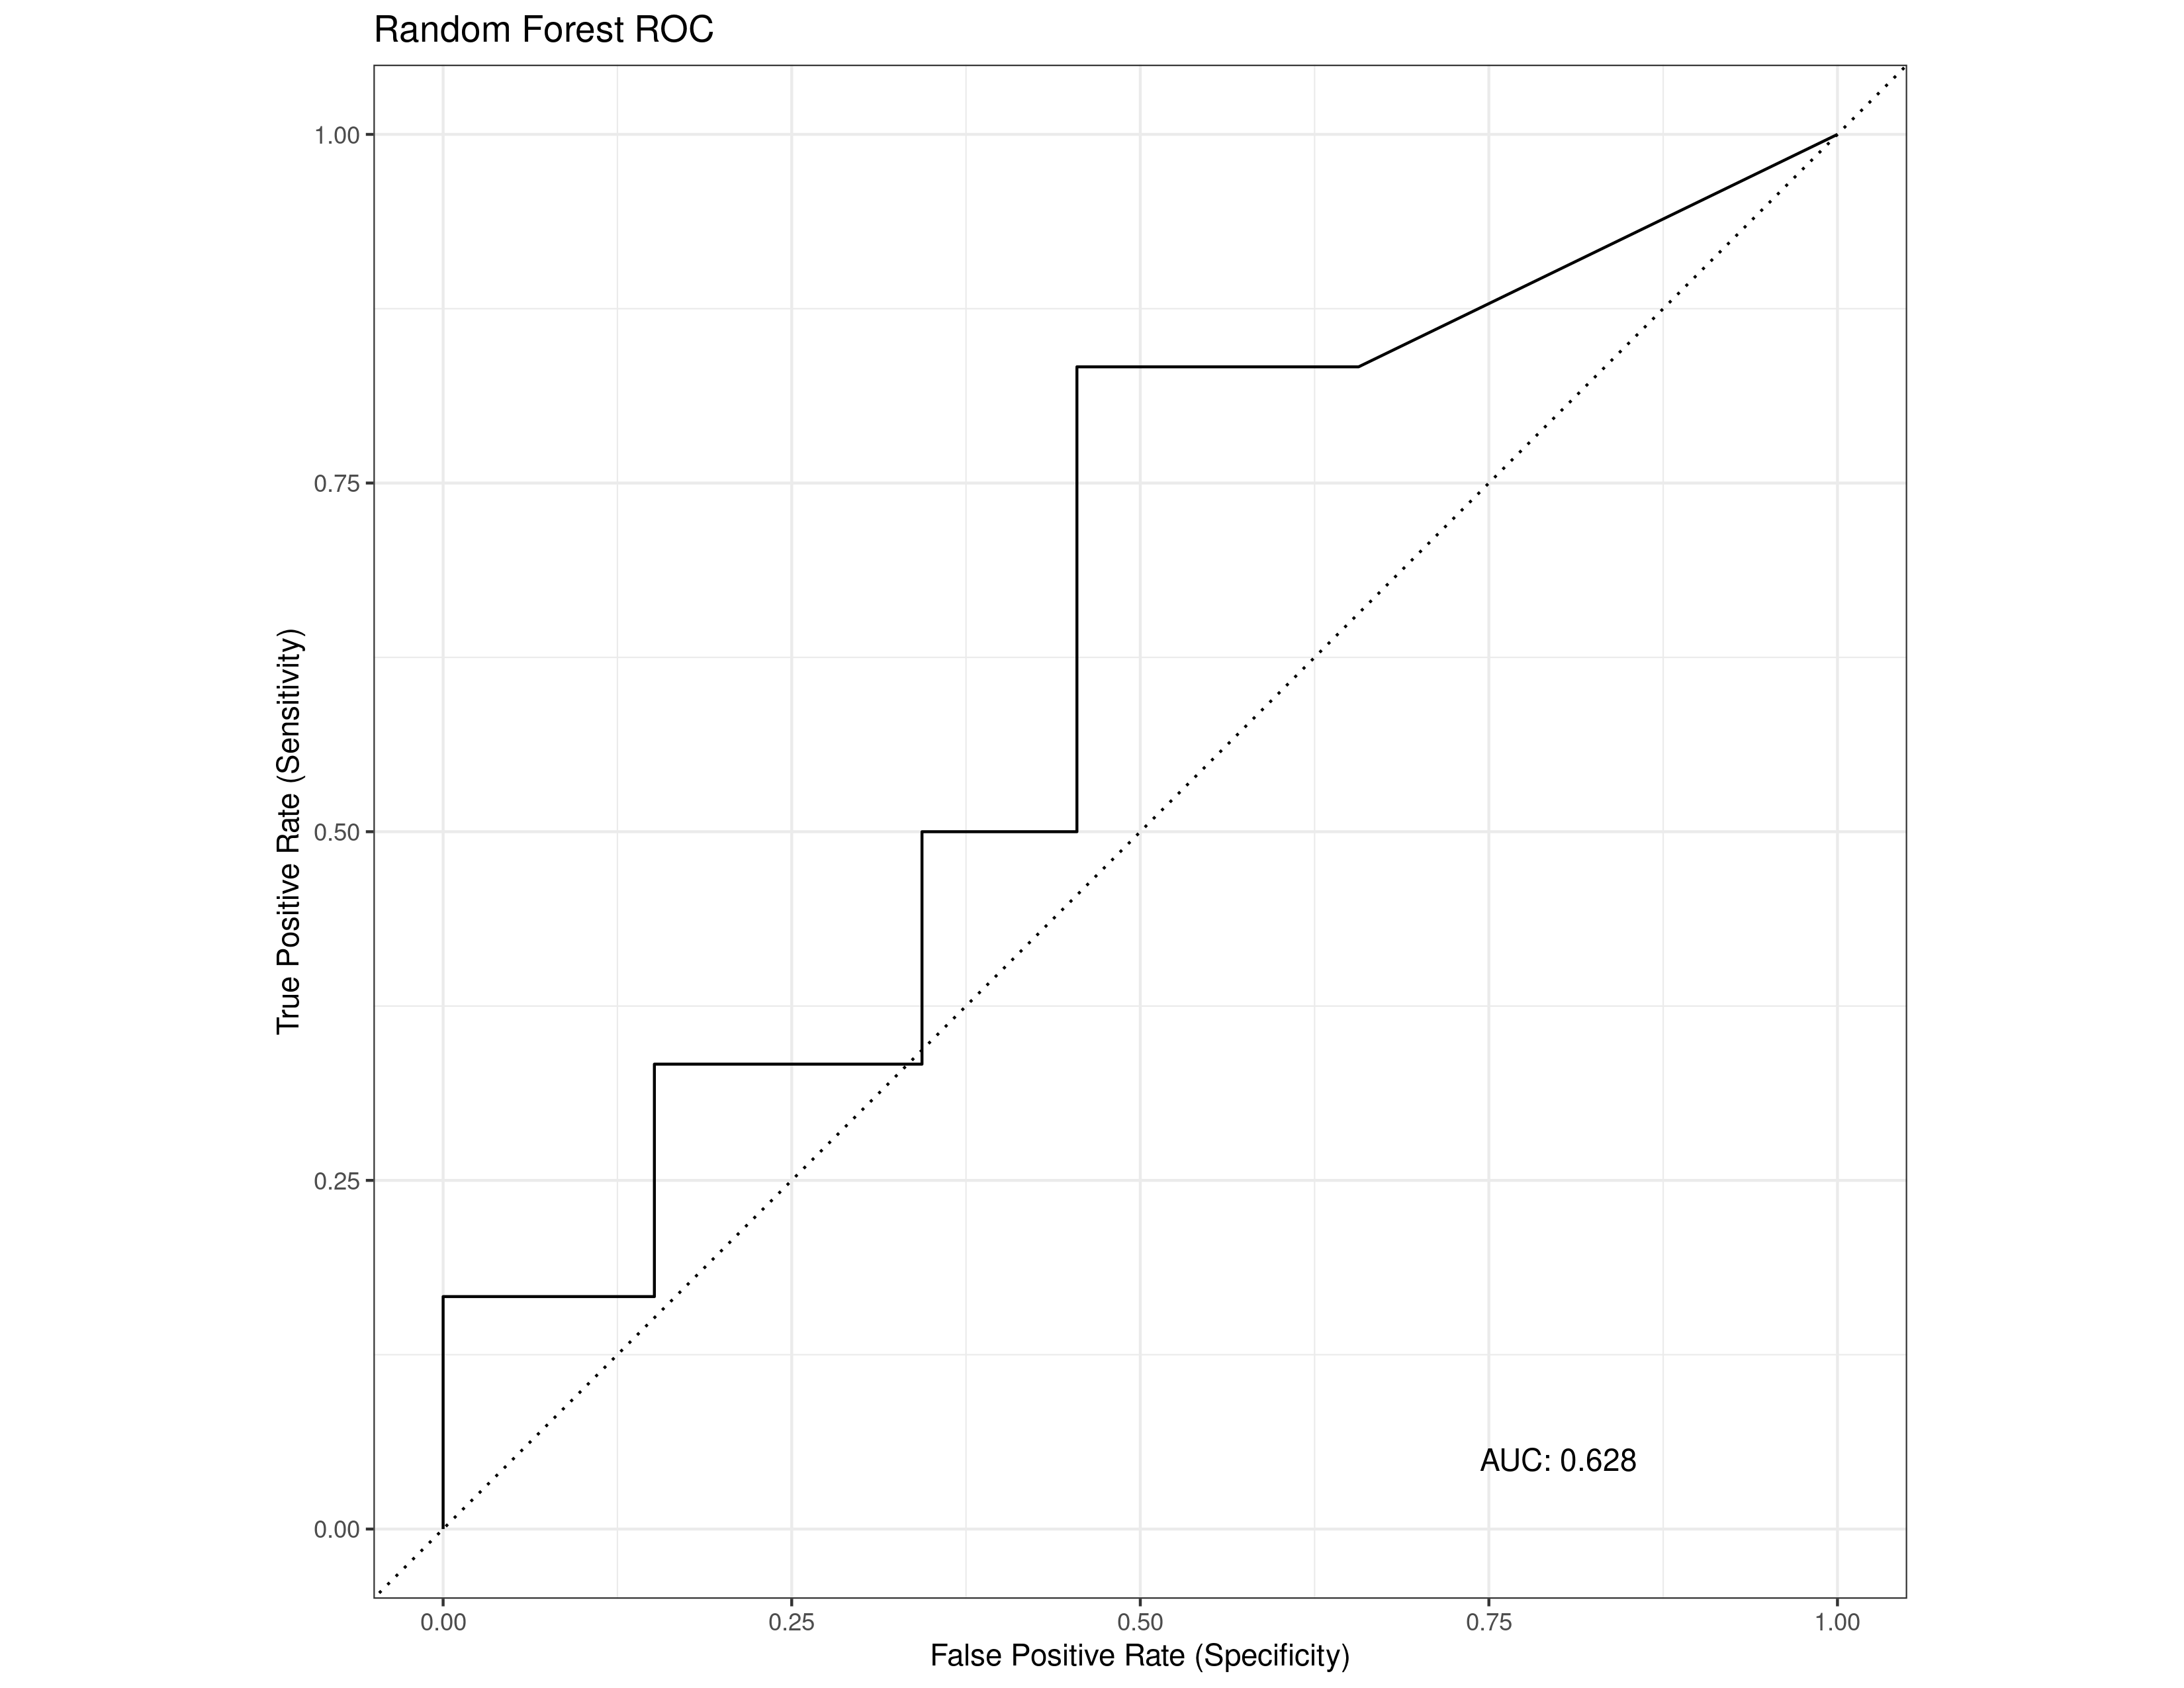 Random Forest ROC
1.00
0.75
0.50
0.25
0.00
True Positive Rate (Sensitivity)
AUC: 0.628
0.00 0.25 0.50 0.75 1.00
False Positive Rate (Specificity)